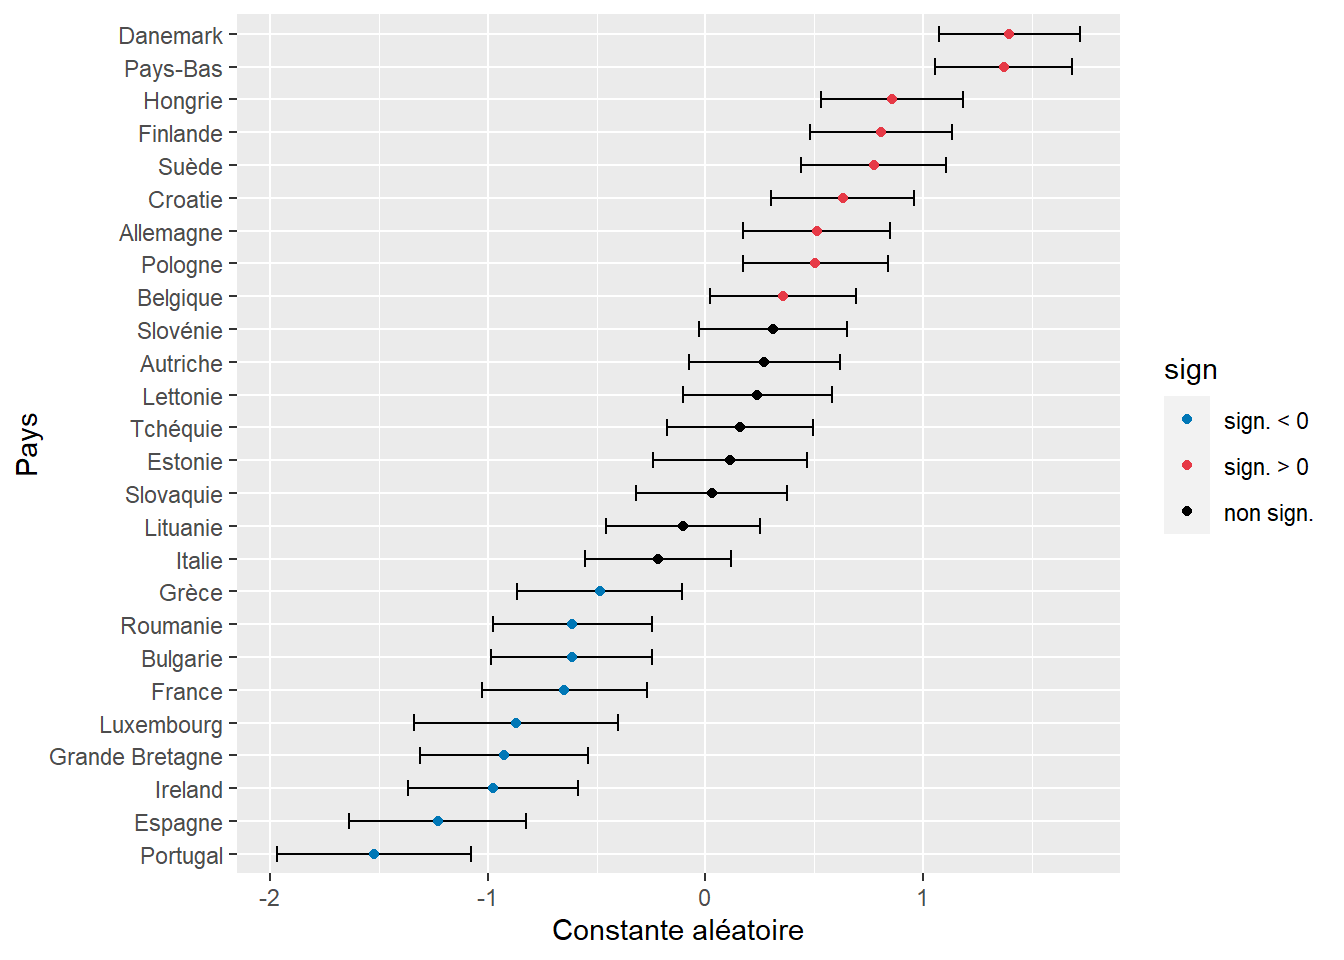 Danemark
Pays-Bas
Hongrie
Finlande
Suède
Croatie
Allemagne
Pologne
Belgique
Slovénie
Autriche
Lettonie
Tchéquie
Estonie
Slovaquie
Lituanie
Italie
Grèce
Roumanie
Bulgarie
France
Luxembourg
Grande Bretagne
Ireland
Espagne
Portugal
Pays
-2 -1 0 1
Constante aléatoire
sign
sign. < 0
sign. > 0
non sign.